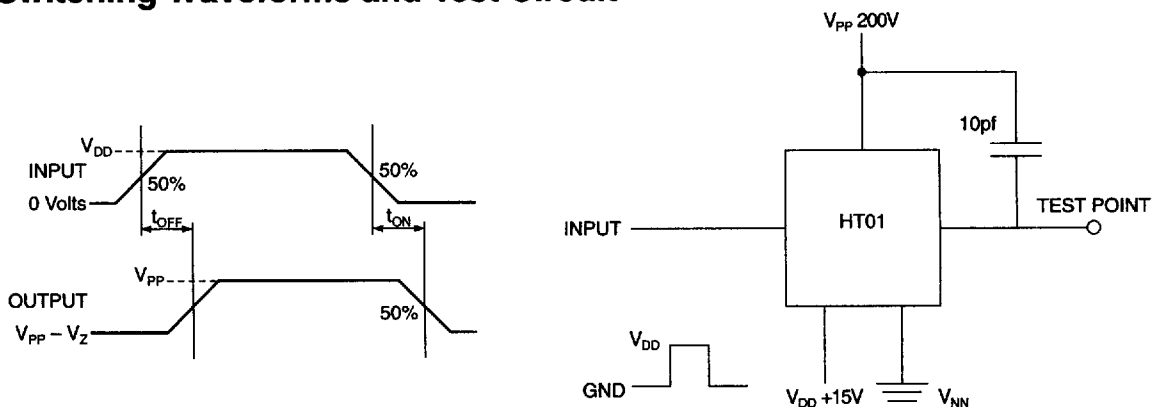 Switching Waveforms and Test Circuit
V_DD
INPUT
0 Volts
50%
50%
t_OFF
t_ON
V_PP
OUTPUT
V_PP – V_Z
50%
V_PP 200V
10pf
INPUT
HT01
TEST POINT
V_DD
GND
V_DD +15V
V_NN